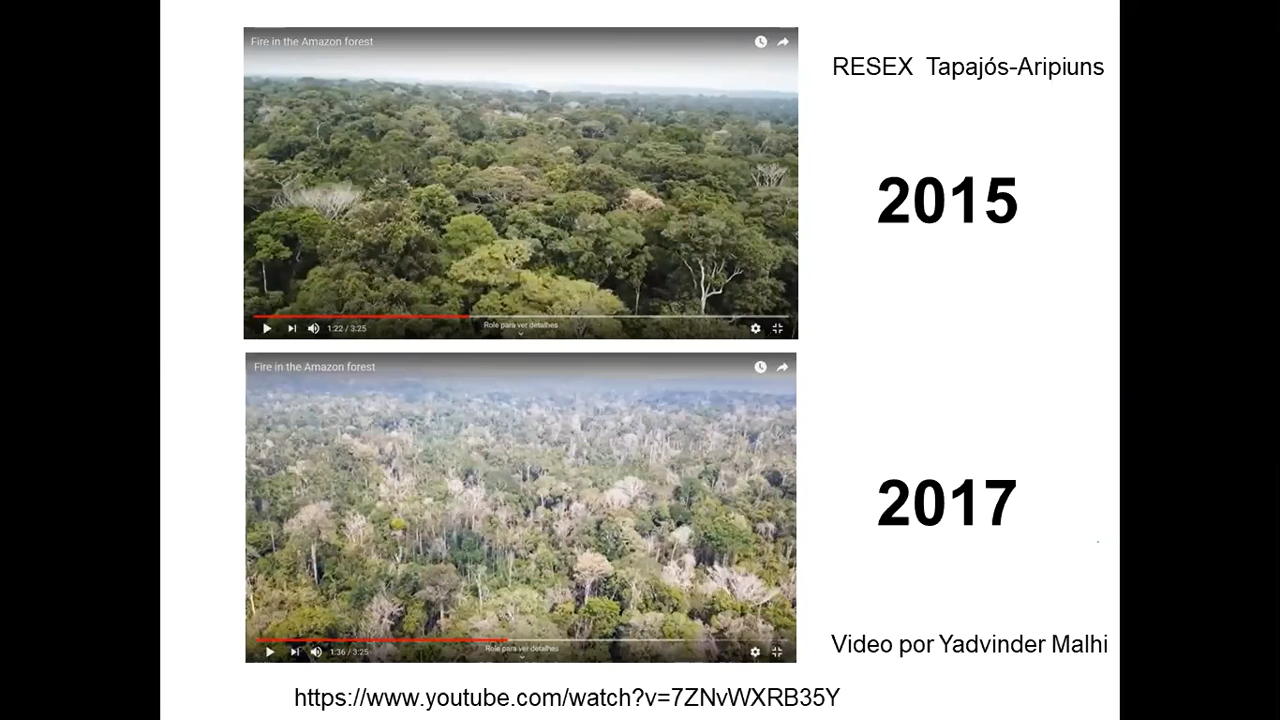 Fire in the Amazon forest
RESEX  Tapajós-Aripiuns
2015
1:22 / 3:25
Role para ver detalhes
Fire in the Amazon forest
2017
1:36 / 3:25
Role para ver detalhes
Video por Yadvinder Malhi
https://www.youtube.com/watch?v=7ZNvWXRB35Y